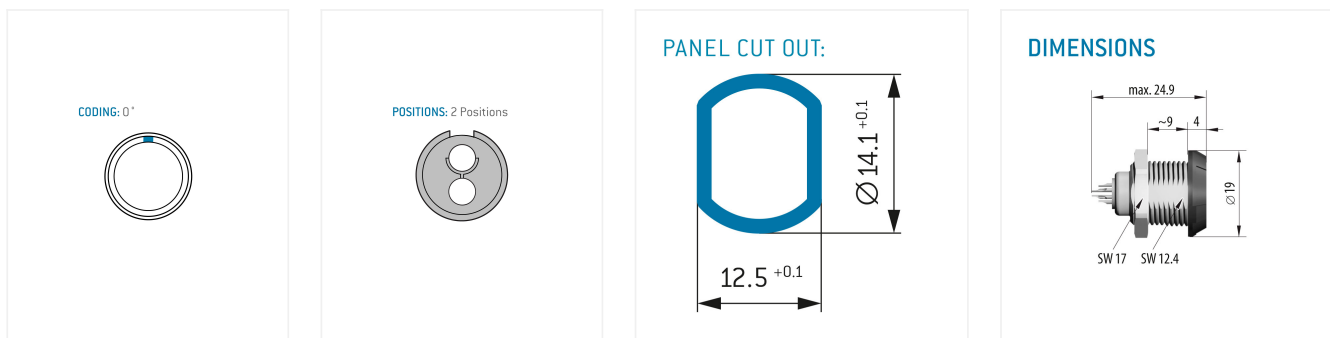 CODING: 0°
POSITIONS: 2 Positions
PANEL CUT OUT:
Ø 14.1 +0.1
12.5 +0.1
DIMENSIONS
max. 24.9
~9
4
Ø19
SW 17
SW 12.4